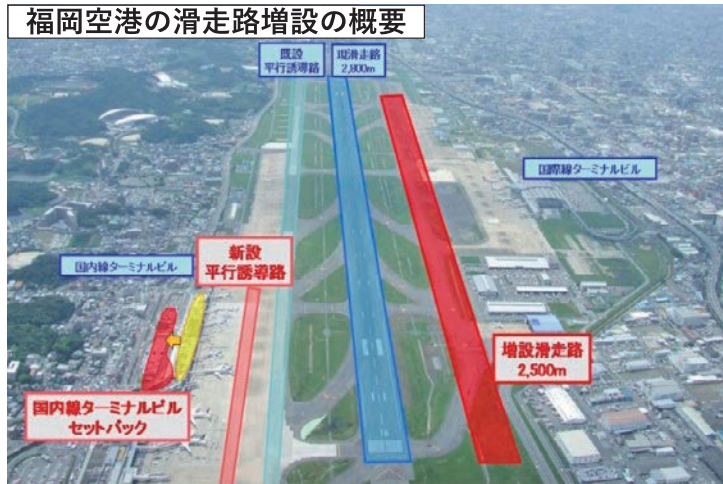 福岡空港の滑走路増設の概要
既設
平行誘導路
現滑走路
2,800m
国際線ターミナルビル
国内線ターミナルビル
新設
平行誘導路
増設滑走路
2,500m
国内線ターミナルビル
セットバック
16